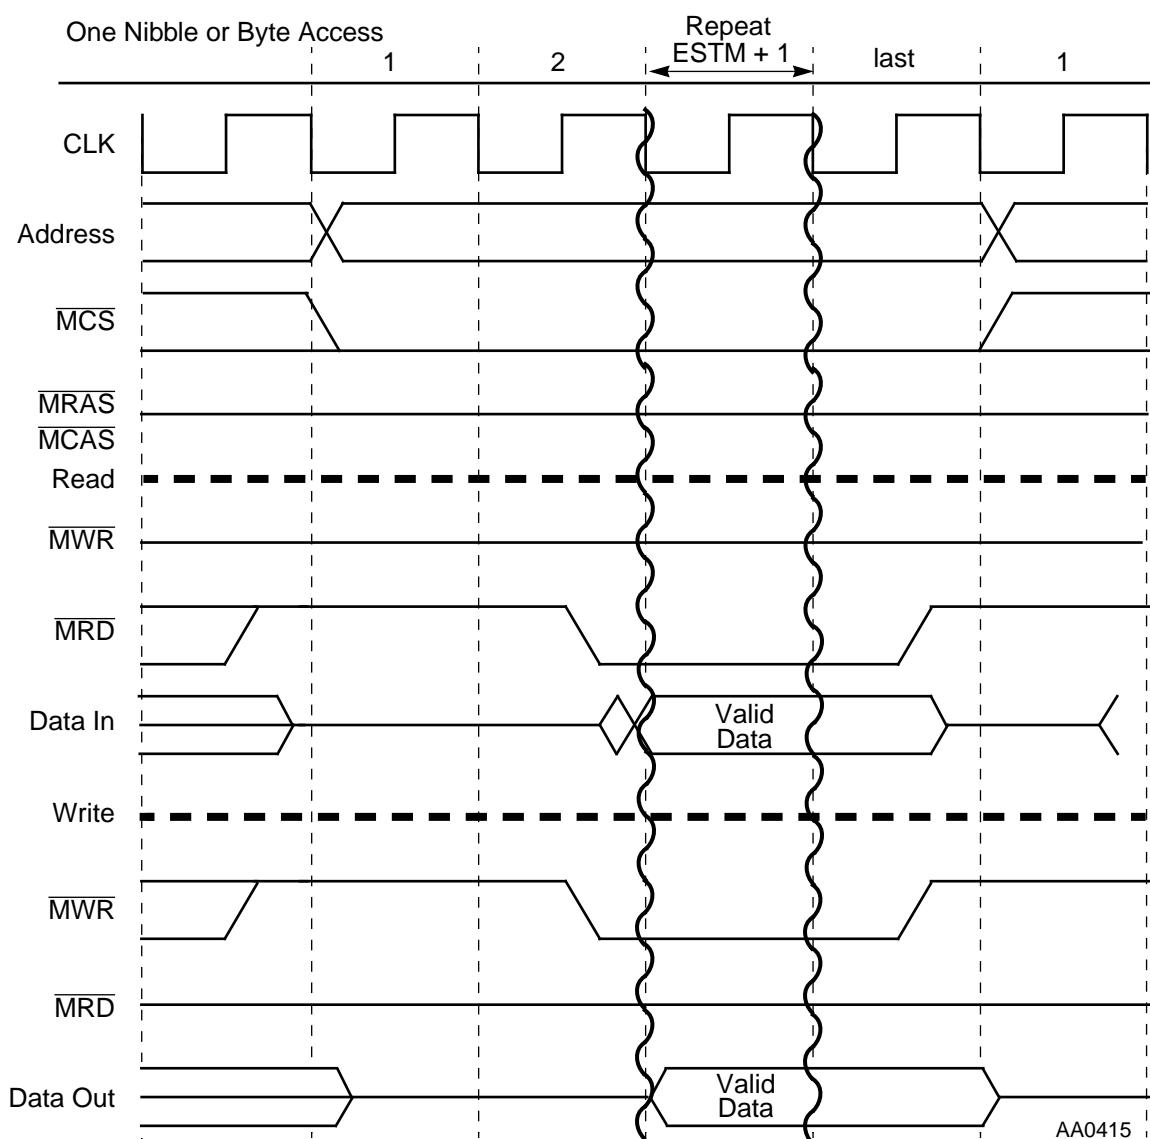 One Nibble or Byte Access
Repeat
ESTM + 1
1
2
last
1
CLK
Address
MCS
MRAS
MCAS
Read
MWR
MRD
Data In
Valid
Data
Write
MWR
MRD
Data Out
Valid
Data
AA0415